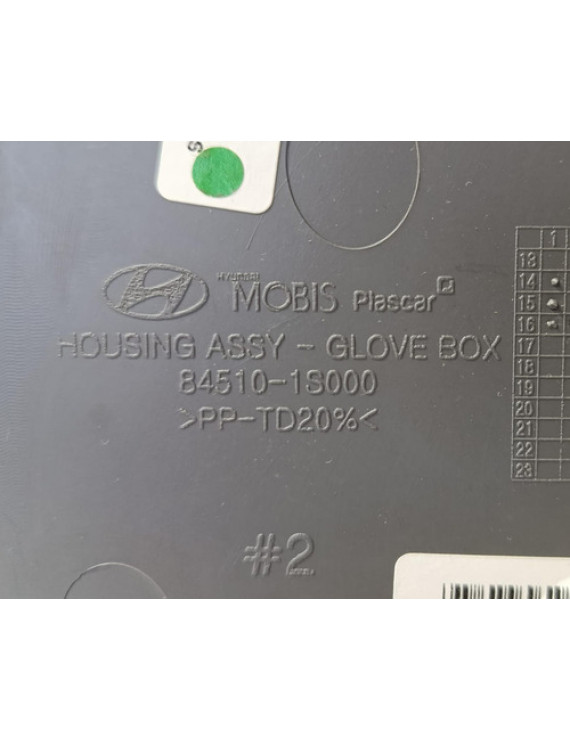 S
HYUNDAI
MOBIS Plascar
HOUSING ASSY - GLOVE BOX
84510-1S000
>PP-TD20%<
#2
1
13
14
15
16
17
18
19
20
21
22
23